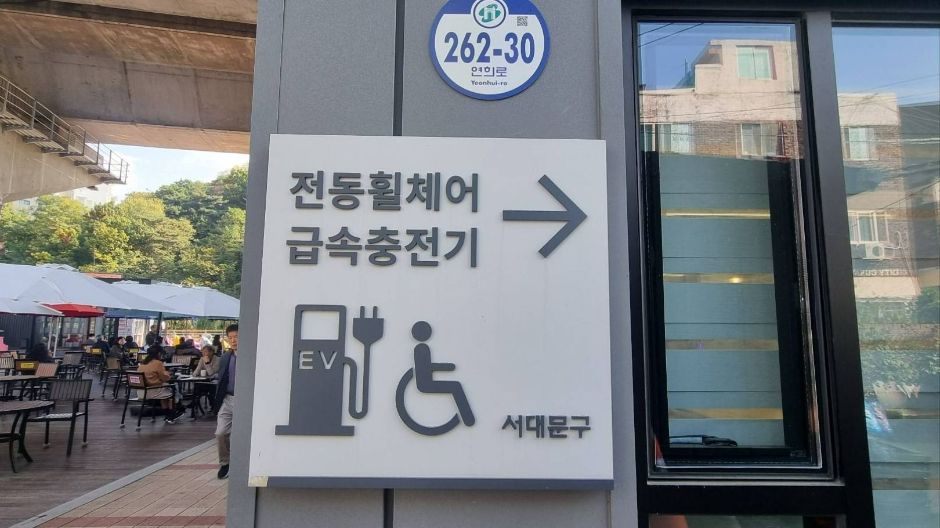 262-30
연희로
Yeonhui-ro
전동휠체어
급속충전기
EV
서대문구